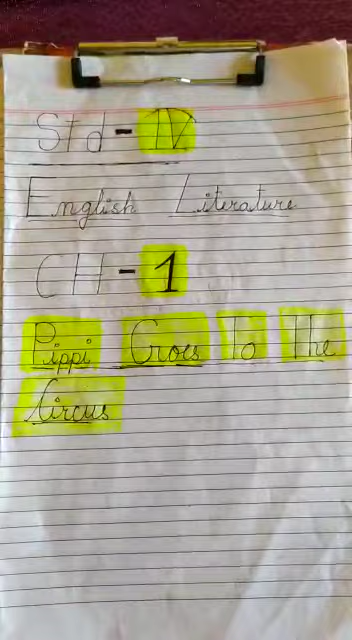 Std - IV
English Literature
CH - 1
Pippi Goes To The
Circus